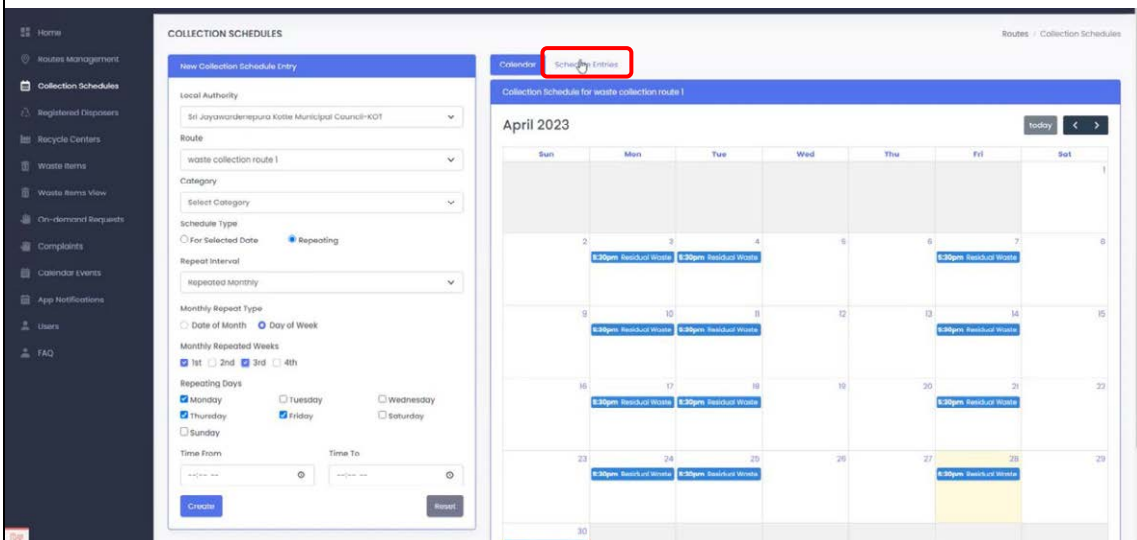 Home
Routes Management
Collection Schedules
Registered Disposers
Recycle Centers
Waste Items
Waste Items View
On-demand Requests
Complaints
Calendar Events
App Notifications
Users
FAQ
COLLECTION SCHEDULES
Routes / Collection Schedules
New Collection Schedule Entry
Local Authority
Sri Jayawardenepura Kotte Municipal Council-KOT
Route
waste collection route 1
Category
Select Category
Schedule Type
For Selected Date Repeating
Repeat Interval
Repeated Monthly
Monthly Repeat Type
Date of Month Day of Week
Monthly Repeated Weeks
1st 2nd 3rd 4th
Repeating Days
Monday Tuesday Wednesday
Thursday Friday Saturday
Sunday
Time From Time To
--:-- -- --:-- --
Create Reset
Calendar Schedule Entries
Collection Schedule for waste collection route 1
April 2023
today < >
Sun Mon Tue Wed Thu Fri Sat
1
2 3 4 5 6 7 8
5:30pm Residual Waste 5:30pm Residual Waste 5:30pm Residual Waste
9 10 11 12 13 14 15
5:30pm Residual Waste 5:30pm Residual Waste 5:30pm Residual Waste
16 17 18 19 20 21 22
5:30pm Residual Waste 5:30pm Residual Waste 5:30pm Residual Waste
23 24 25 26 27 28 29
5:30pm Residual Waste 5:30pm Residual Waste 5:30pm Residual Waste
30